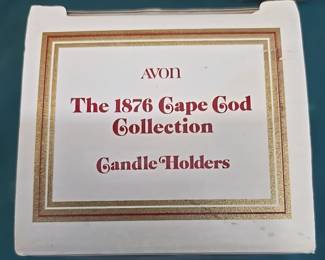 AVON
The 1876 Cape Cod
Collection
Candle Holders